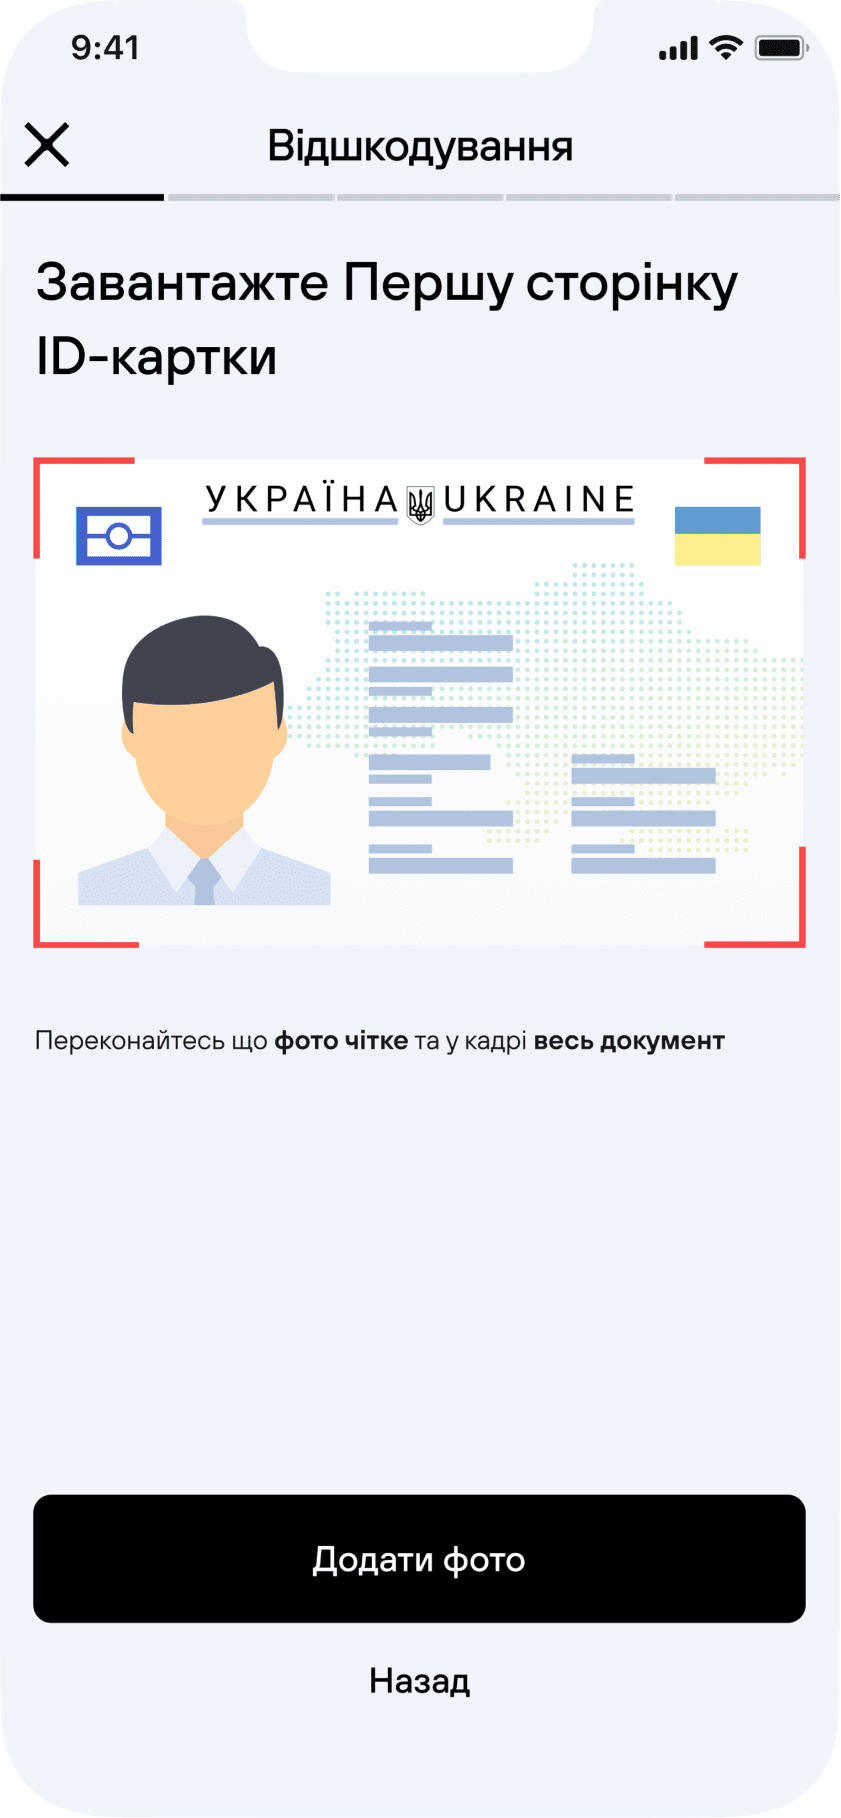 9:41
Відшкодування
Завантажте Першу сторінку
ID-картки
УКРАЇНА UKRAINE
Переконайтесь що фото чітке та у кадрі весь документ
Додати фото
Назад